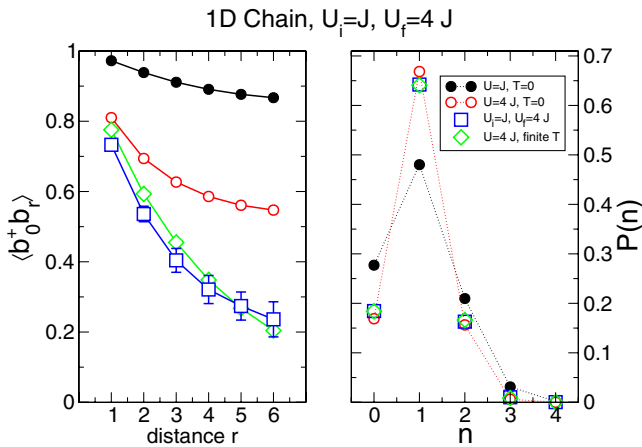 1D Chain, U_i=J, U_f=4 J
1
0.8
0.6
0.4
0.2
0
⟨b_0^+ b_r⟩
1 2 3 4 5 6
distance r
U=J, T=0
U=4 J, T=0
U_i=J, U_f=4 J
U=4 J, finite T
0.7
0.6
0.5
0.4
0.3
0.2
0.1
0
P(n)
0 1 2 3 4
n